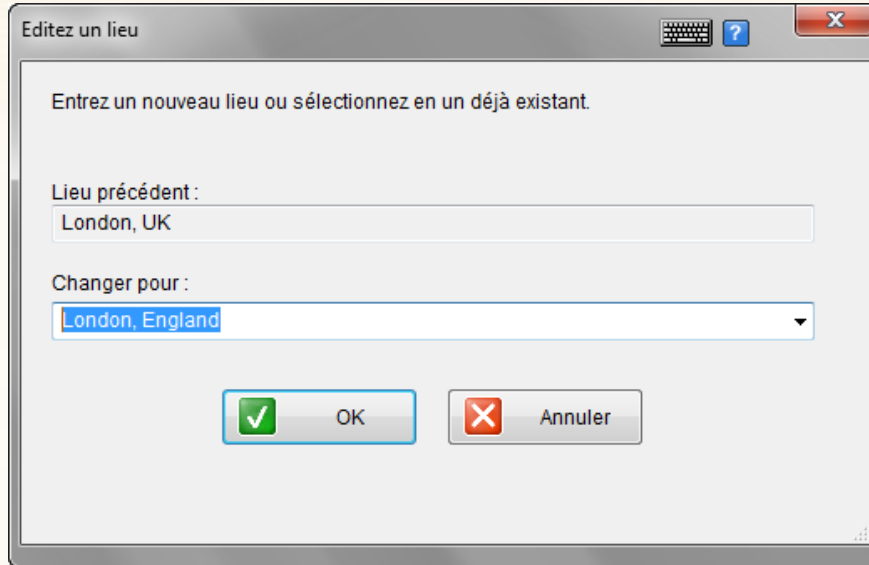 Editez un lieu
?
Entrez un nouveau lieu ou sélectionnez en un déjà existant.
Lieu précédent :
London, UK
Changer pour :
London, England
OK
Annuler